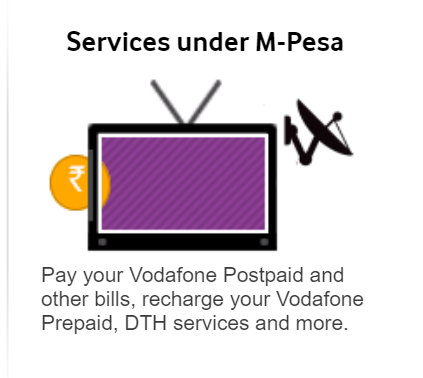 Services under M-Pesa
₹
Pay your Vodafone Postpaid and
other bills, recharge your Vodafone
Prepaid, DTH services and more.